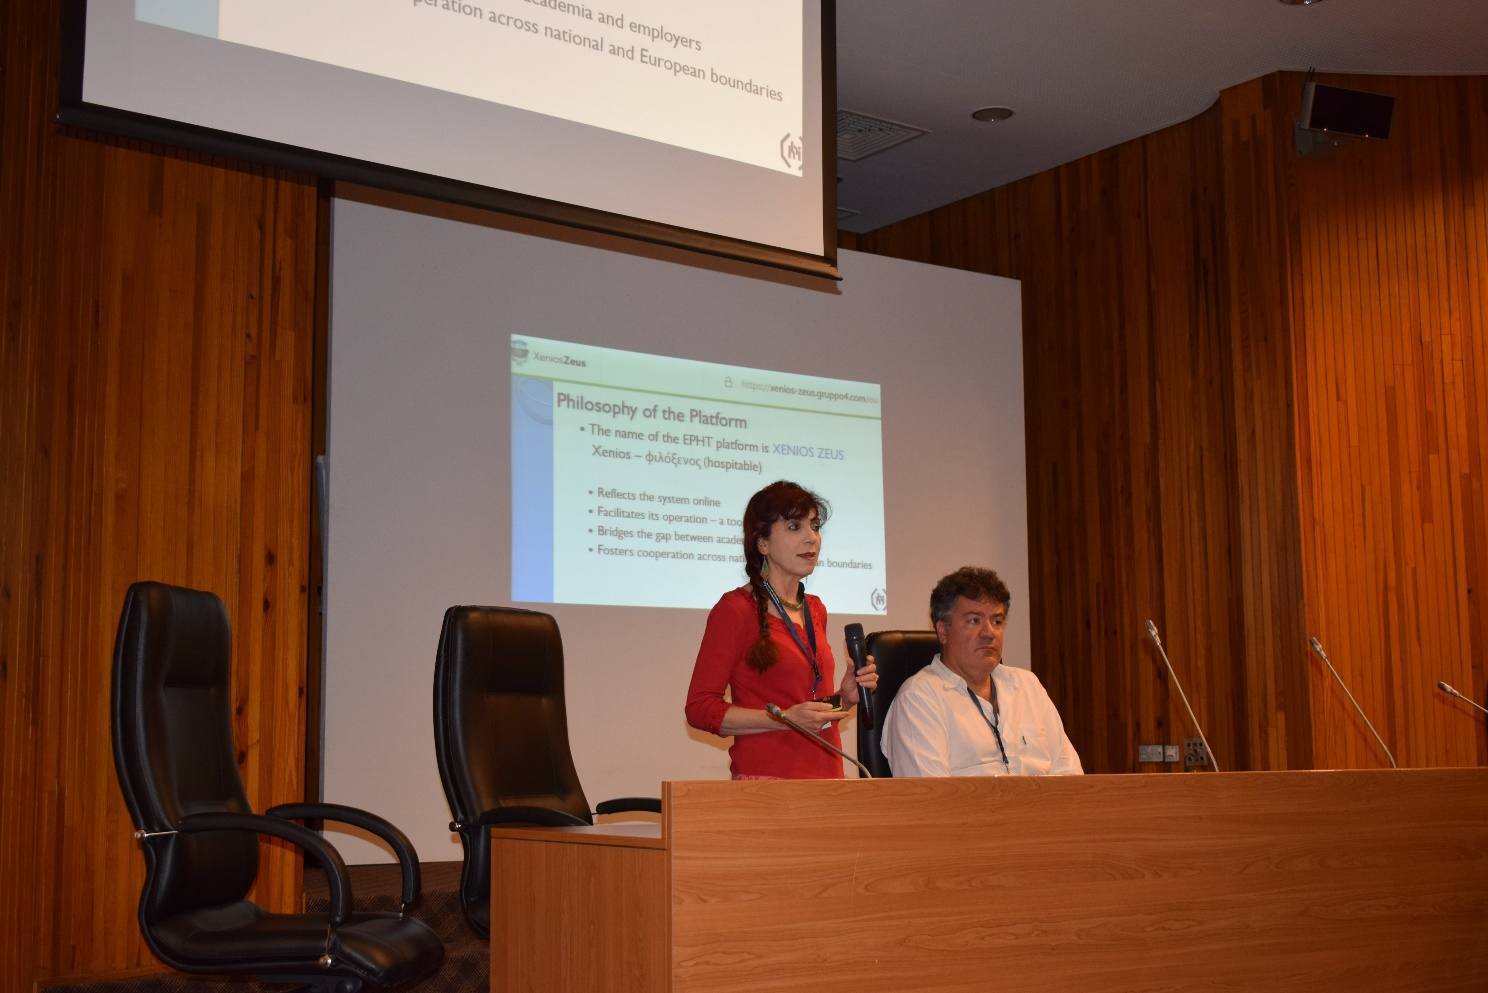 academia and employers
peration across national and European boundaries
XeniosZeus
https://xenios-zeus.gruppo4.com/eu
Philosophy of the Platform
• The name of the EPHT platform is XENIOS ZEUS
Xenios – φιλόξενος (hospitable)
• Reflects the system online
• Facilitates its operation – a too
• Bridges the gap between acade
• Fosters cooperation across nati an boundaries